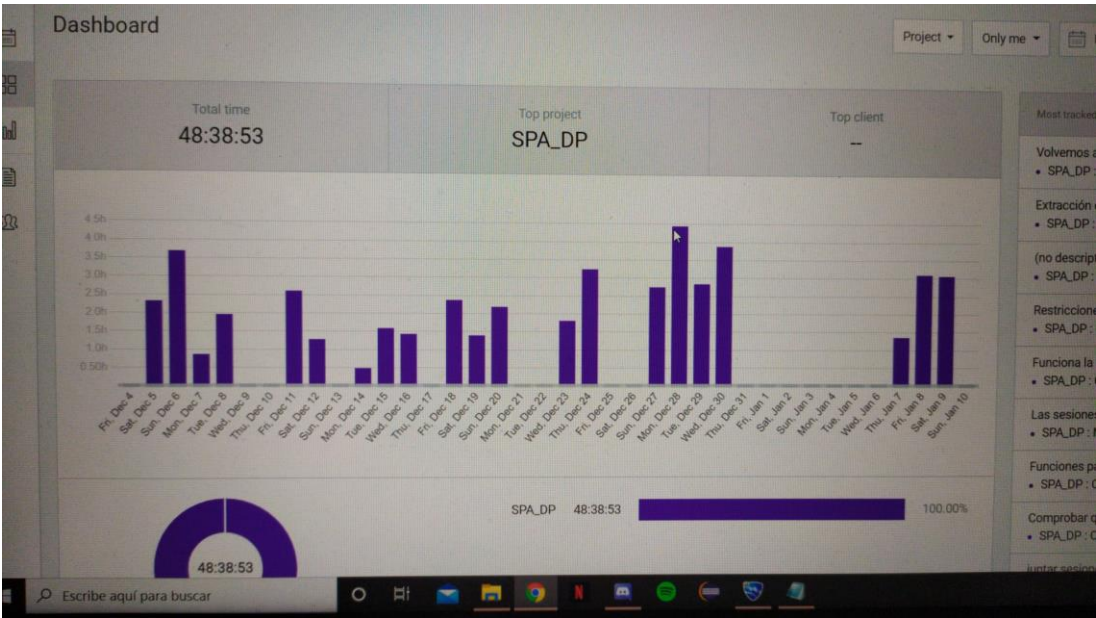 Dashboard
Project
Only me
Total time
48:38:53
Top project
SPA_DP
Top client
--
Most tracked
Volvemos
• SPA_DP :
Extracción
• SPA_DP :
(no descrip
• SPA_DP :
Restriccione
• SPA_DP :
Funciona la
• SPA_DP :
Las sesiones
• SPA_DP :
Funciones pa
• SPA_DP : C
Comprobar q
• SPA_DP : C
juntar sesion
4.5h
4.0h
3.5h
3.0h
2.5h
2.0h
1.5h
1.0h
0.50h
Fri, Dec 4
Sat, Dec 5
Sun, Dec 6
Mon, Dec 7
Tue, Dec 8
Wed, Dec 9
Thu, Dec 10
Fri, Dec 11
Sat, Dec 12
Sun, Dec 13
Mon, Dec 14
Tue, Dec 15
Wed, Dec 16
Thu, Dec 17
Fri, Dec 18
Sat, Dec 19
Sun, Dec 20
Mon, Dec 21
Tue, Dec 22
Wed, Dec 23
Thu, Dec 24
Fri, Dec 25
Sat, Dec 26
Sun, Dec 27
Mon, Dec 28
Tue, Dec 29
Wed, Dec 30
Thu, Dec 31
Fri, Jan 1
Sat, Jan 2
Sun, Jan 3
Mon, Jan 4
Tue, Jan 5
Wed, Jan 6
Thu, Jan 7
Fri, Jan 8
Sat, Jan 9
Sun, Jan 10
SPA_DP 48:38:53 100.00%
48:38:53
Escribe aquí para buscar